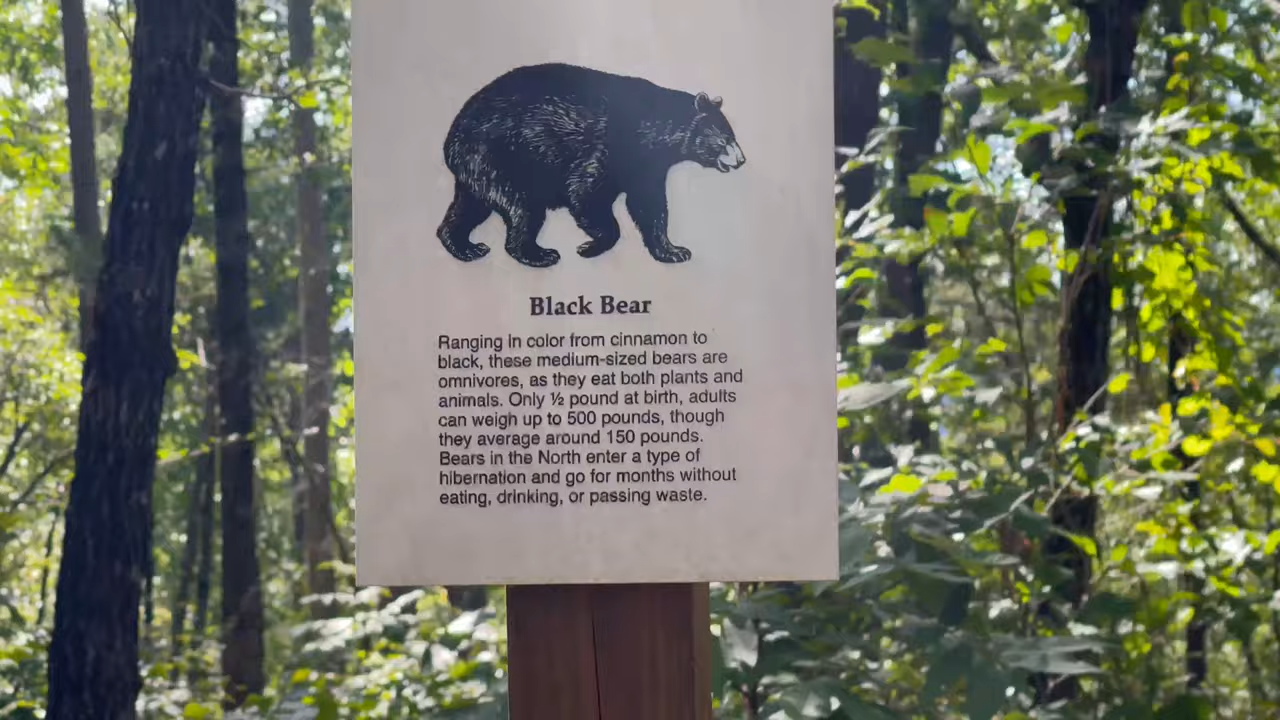 Black Bear
Ranging in color from cinnamon to
black, these medium-sized bears are
omnivores, as they eat both plants and
animals. Only ½ pound at birth, adults
can weigh up to 500 pounds, though
they average around 150 pounds.
Bears in the North enter a type of
hibernation and go for months without
eating, drinking, or passing waste.